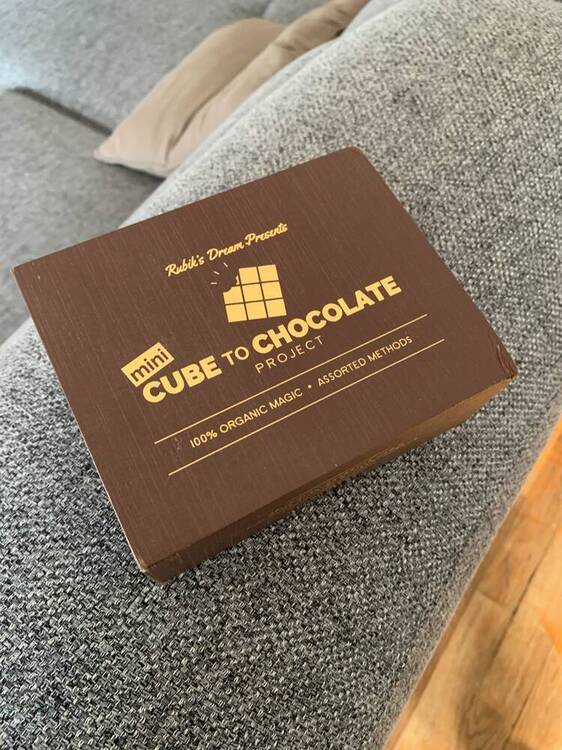 Rubik's Dream Presents
mini
CUBE TO CHOCOLATE
PROJECT
100% ORGANIC MAGIC • ASSORTED METHODS